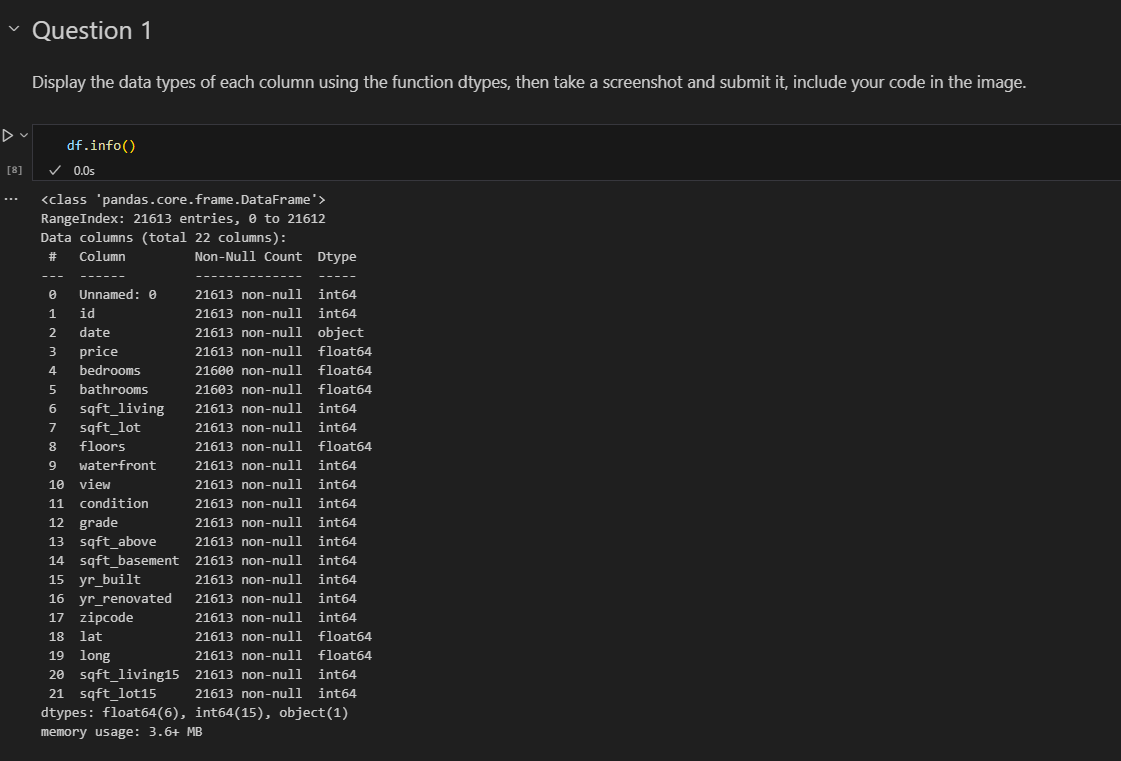 Question 1
Display the data types of each column using the function dtypes, then take a screenshot and submit it, include your code in the image.
df.info()
[8] 0.0s
... <class 'pandas.core.frame.DataFrame'>
RangeIndex: 21613 entries, 0 to 21612
Data columns (total 22 columns):
 #   Column         Non-Null Count  Dtype
---  ------         --------------  -----
 0   Unnamed: 0     21613 non-null  int64
 1   id             21613 non-null  int64
 2   date           21613 non-null  object
 3   price          21613 non-null  float64
 4   bedrooms       21600 non-null  float64
 5   bathrooms      21603 non-null  float64
 6   sqft_living    21613 non-null  int64
 7   sqft_lot       21613 non-null  int64
 8   floors         21613 non-null  float64
 9   waterfront     21613 non-null  int64
 10  view           21613 non-null  int64
 11  condition      21613 non-null  int64
 12  grade          21613 non-null  int64
 13  sqft_above     21613 non-null  int64
 14  sqft_basement  21613 non-null  int64
 15  yr_built       21613 non-null  int64
 16  yr_renovated   21613 non-null  int64
 17  zipcode        21613 non-null  int64
 18  lat            21613 non-null  float64
 19  long           21613 non-null  float64
 20  sqft_living15  21613 non-null  int64
 21  sqft_lot15     21613 non-null  int64
dtypes: float64(6), int64(15), object(1)
memory usage: 3.6+ MB